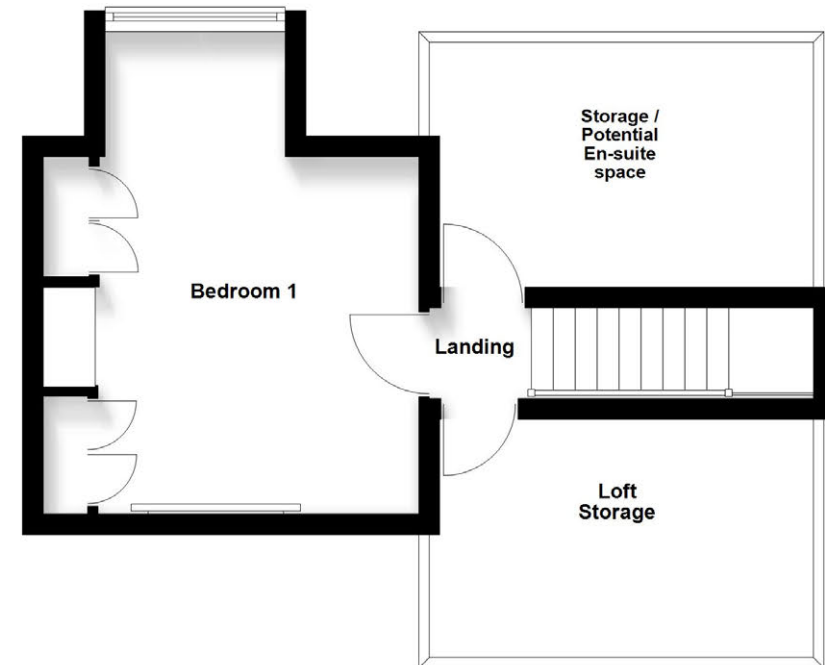 Storage /
Potential
En-suite
space
Bedroom 1
Landing
Loft
Storage